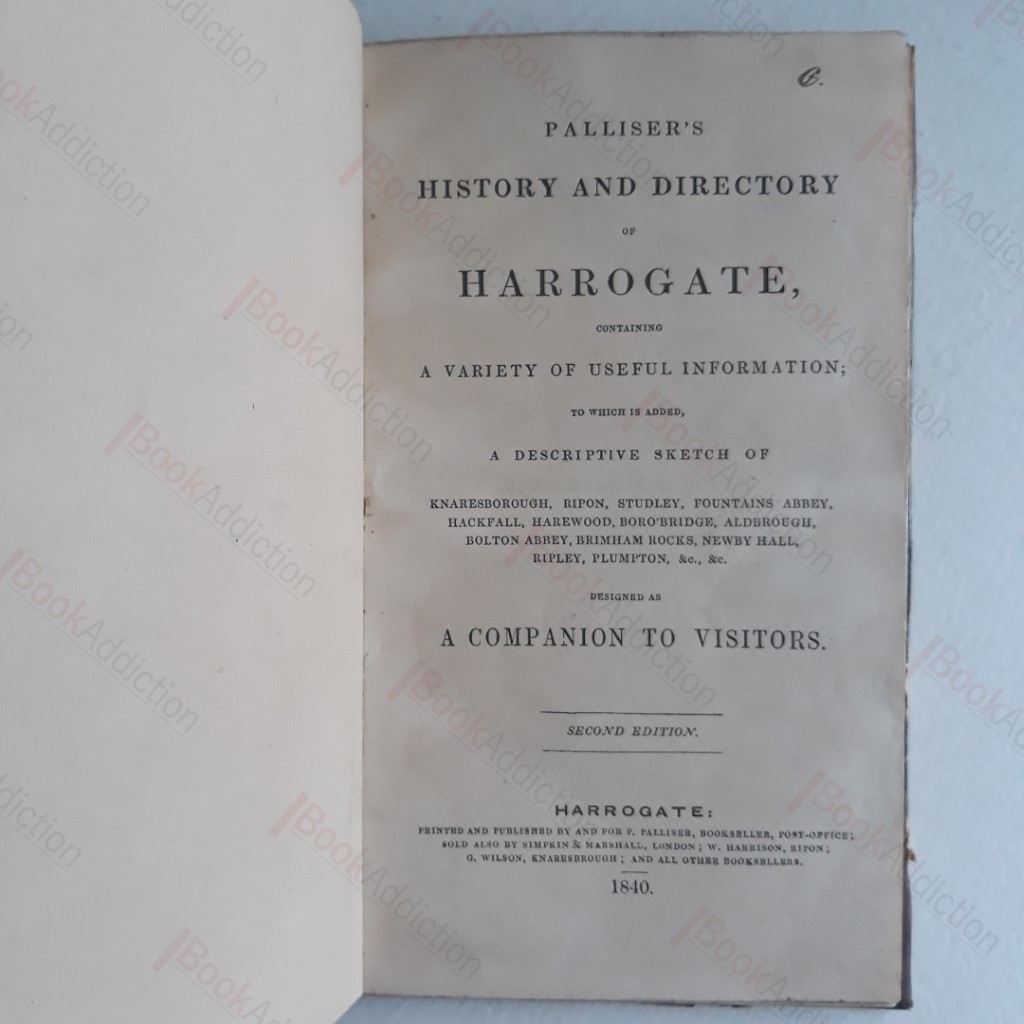 PALLISER'S
HISTORY AND DIRECTORY
OF
HARROGATE,
CONTAINING
A VARIETY OF USEFUL INFORMATION;
TO WHICH IS ADDED,
A DESCRIPTIVE SKETCH OF
KNARESBOROUGH, RIPON, STUDLEY, FOUNTAINS ABBEY,
HACKFALL, HAREWOOD, BORO'BRIDGE, ALDBROUGH,
BOLTON ABBEY, BRIMHAM ROCKS, NEWBY HALL,
RIPLEY, PLUMPTON, &c., &c.
DESIGNED AS
A COMPANION TO VISITORS.
SECOND EDITION.
HARROGATE:
PRINTED AND PUBLISHED BY AND FOR P. PALLISER, BOOKSELLER, POST-OFFICE;
SOLD ALSO BY SIMPKIN & MARSHALL, LONDON; W. HARRISON, RIPON;
G. WILSON, KNARESBROUGH; AND ALL OTHER BOOKSELLERS.
1840.
BookAddiction